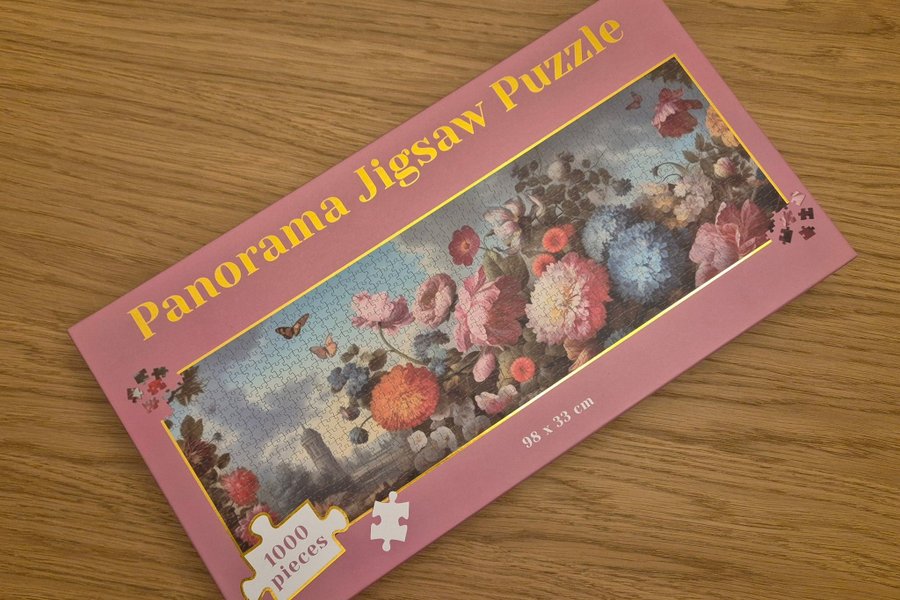 Panorama Jigsaw Puzzle
98 x 33 cm
1000
pieces